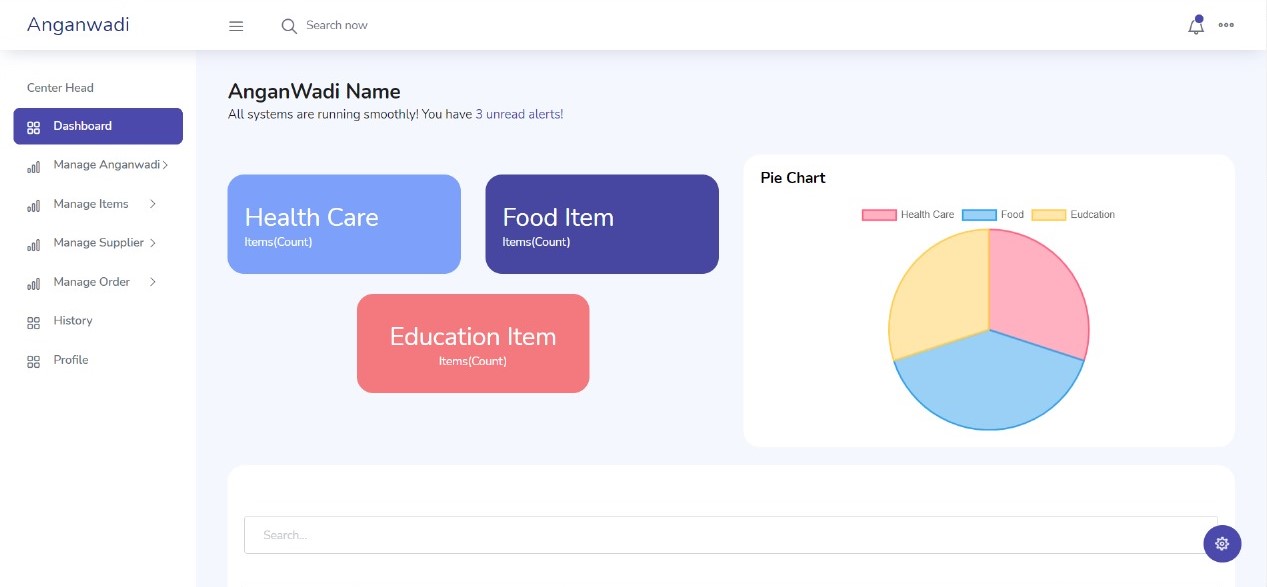 Anganwadi
Search now
Center Head
Dashboard
Manage Anganwadi
Manage Items
Manage Supplier
Manage Order
History
Profile
AnganWadi Name
All systems are running smoothly! You have 3 unread alerts!
Health Care
Items(Count)
Food Item
Items(Count)
Education Item
Items(Count)
Pie Chart
Health Care Food Eudcation
Search...